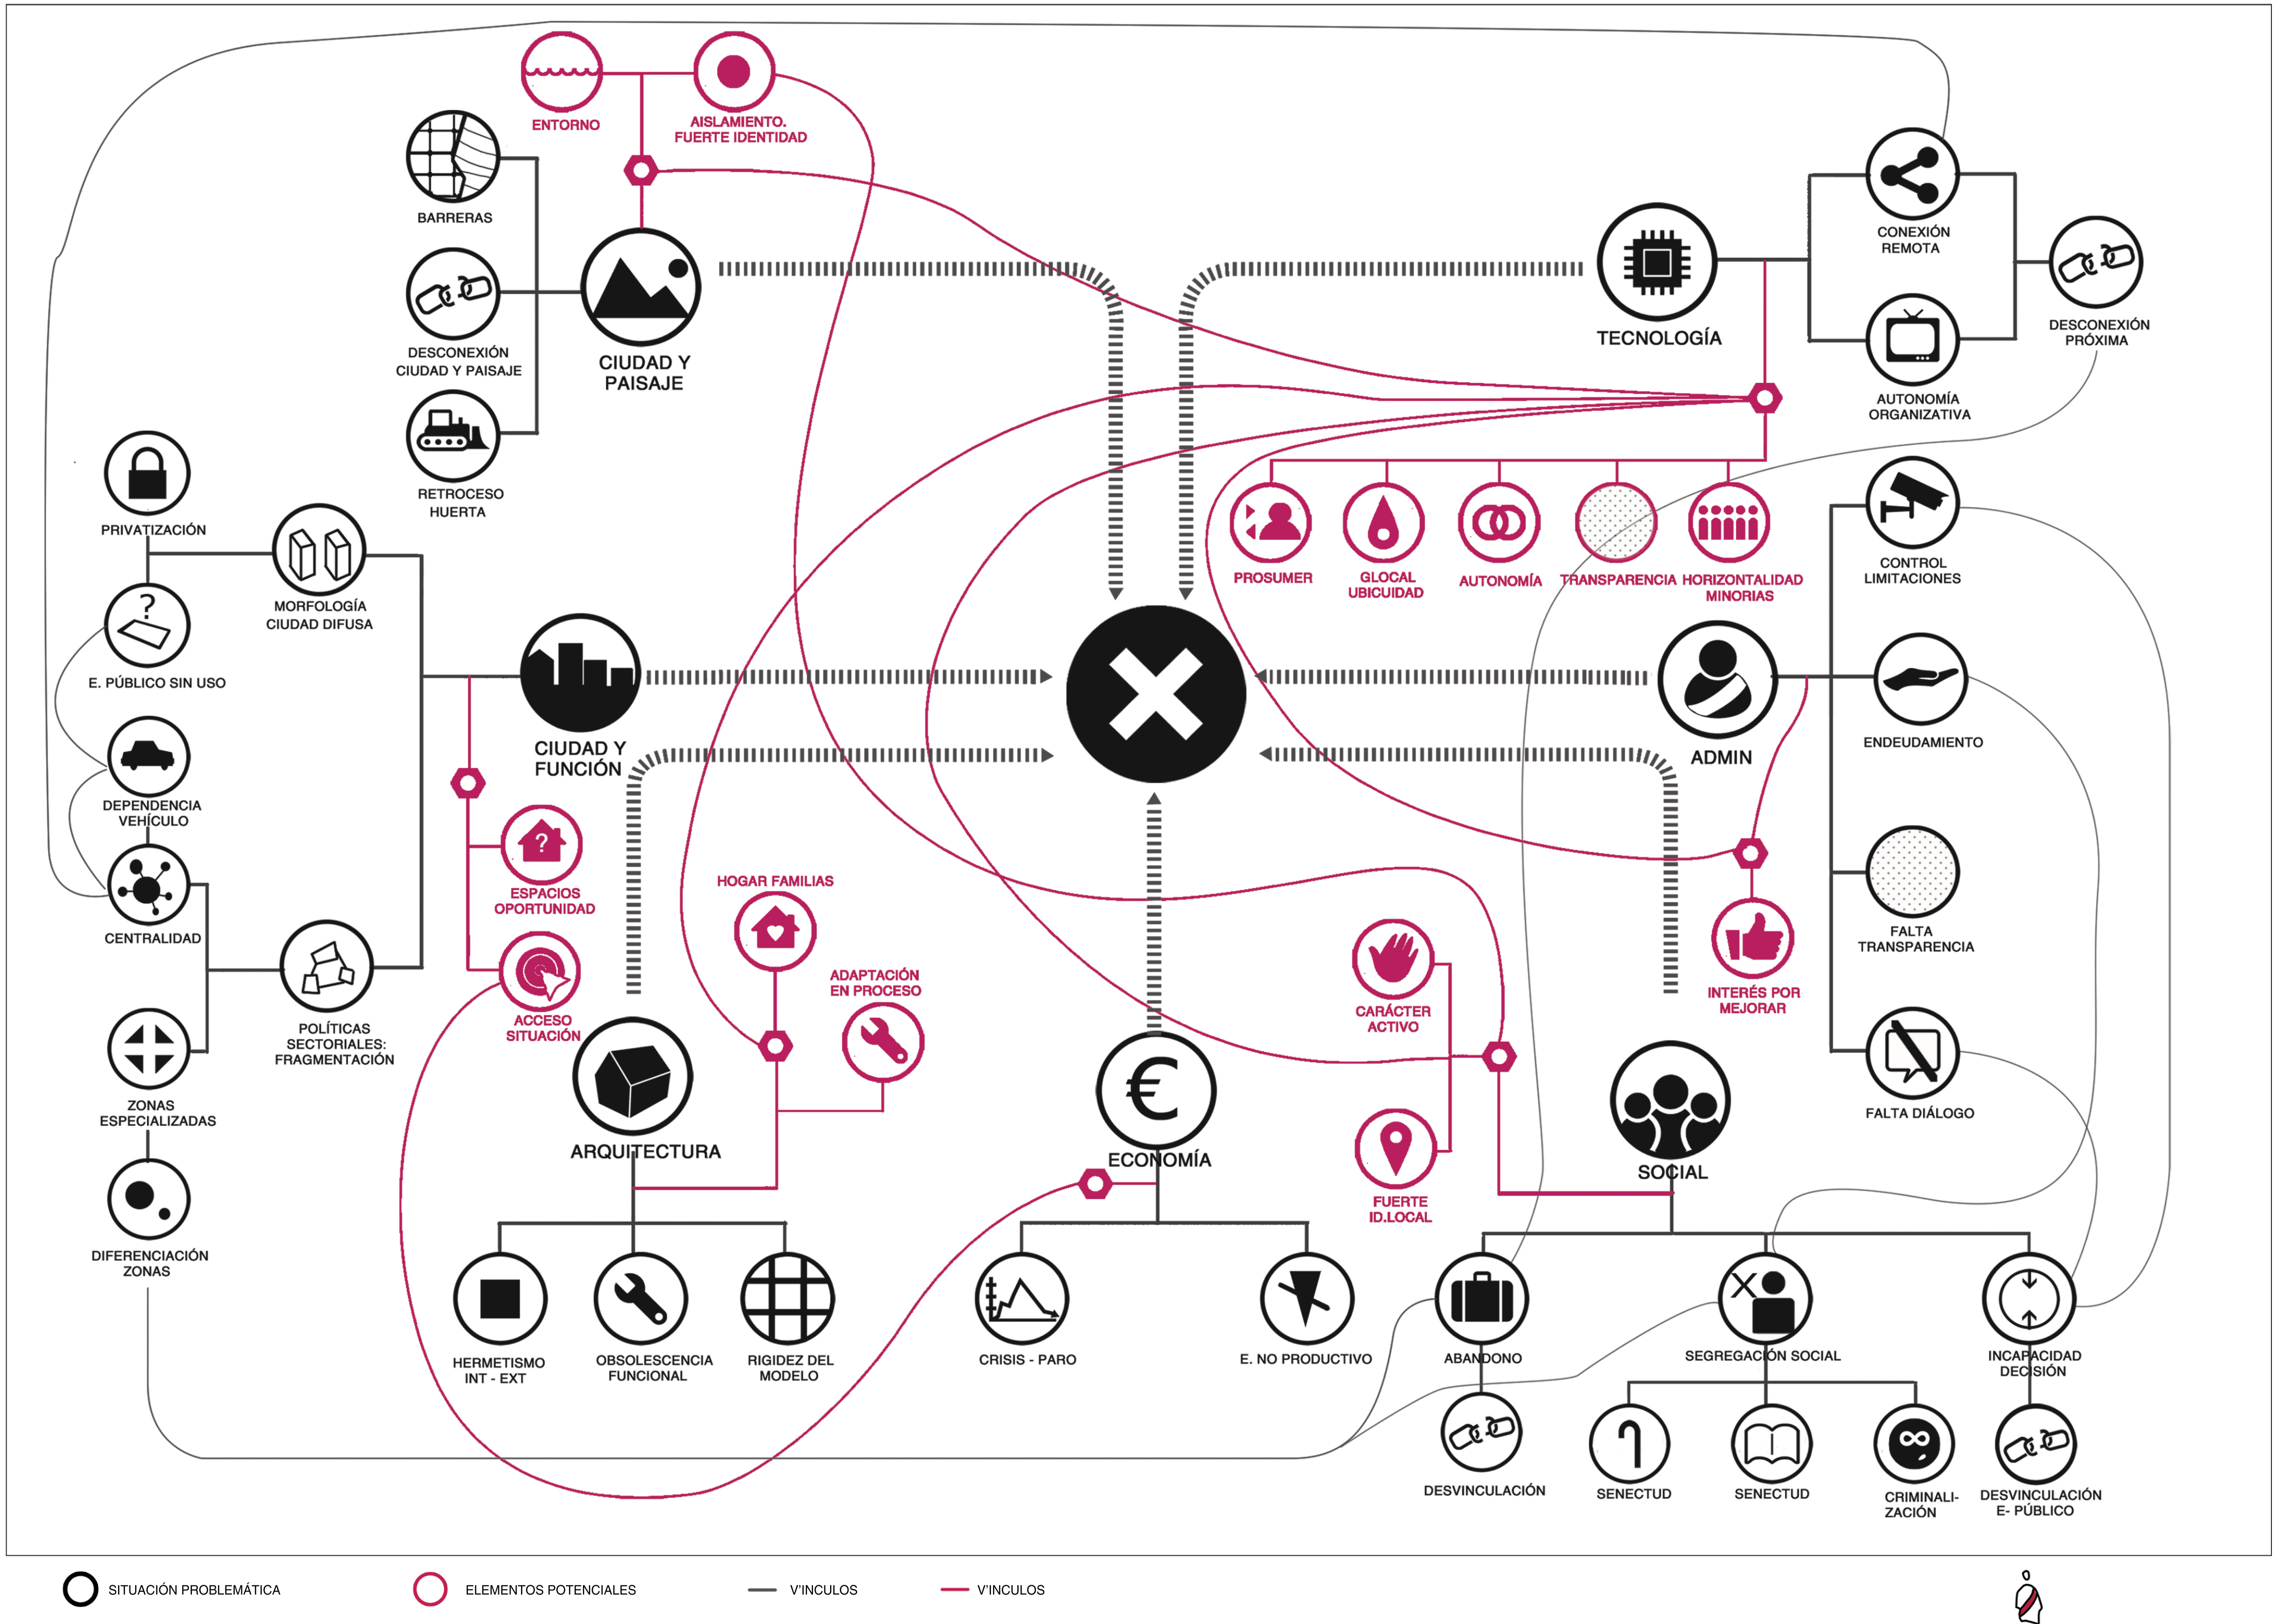 ENTORNO
AISLAMIENTO.
FUERTE IDENTIDAD
BARRERAS
DESCONEXIÓN
CIUDAD Y PAISAJE
RETROCESO
HUERTA
CIUDAD Y
PAISAJE
TECNOLOGÍA
CONEXIÓN
REMOTA
AUTONOMÍA
ORGANIZATIVA
DESCONEXIÓN
PRÓXIMA
PRIVATIZACIÓN
?
E. PÚBLICO SIN USO
MORFOLOGÍA
CIUDAD DIFUSA
DEPENDENCIA
VEHÍCULO
CENTRALIDAD
ZONAS
ESPECIALIZADAS
DIFERENCIACIÓN
ZONAS
POLÍTICAS
SECTORIALES:
FRAGMENTACIÓN
CIUDAD Y
FUNCIÓN
?
ESPACIOS
OPORTUNIDAD
ACCESO
SITUACIÓN
PROSUMER
GLOCAL
UBICUIDAD
AUTONOMÍA
TRANSPARENCIA
HORIZONTALIDAD
MINORIAS
ADMIN
CONTROL
LIMITACIONES
ENDEUDAMIENTO
FALTA
TRANSPARENCIA
FALTA DIÁLOGO
INTERÉS POR
MEJORAR
HOGAR FAMILIAS
ADAPTACIÓN
EN PROCESO
ARQUITECTURA
HERMETISMO
INT - EXT
OBSOLESCENCIA
FUNCIONAL
RIGIDEZ DEL
MODELO
€
ECONOMÍA
CRISIS - PARO
E. NO PRODUCTIVO
CARÁCTER
ACTIVO
FUERTE
ID.LOCAL
SOCIAL
ABANDONO
DESVINCULACIÓN
X
SEGREGACIÓN SOCIAL
SENECTUD
SENECTUD
CRIMINALI-
ZACIÓN
INCAPACIDAD
DECISIÓN
DESVINCULACIÓN
E- PÚBLICO
SITUACIÓN PROBLEMÁTICA
ELEMENTOS POTENCIALES
V'INCULOS
V'INCULOS